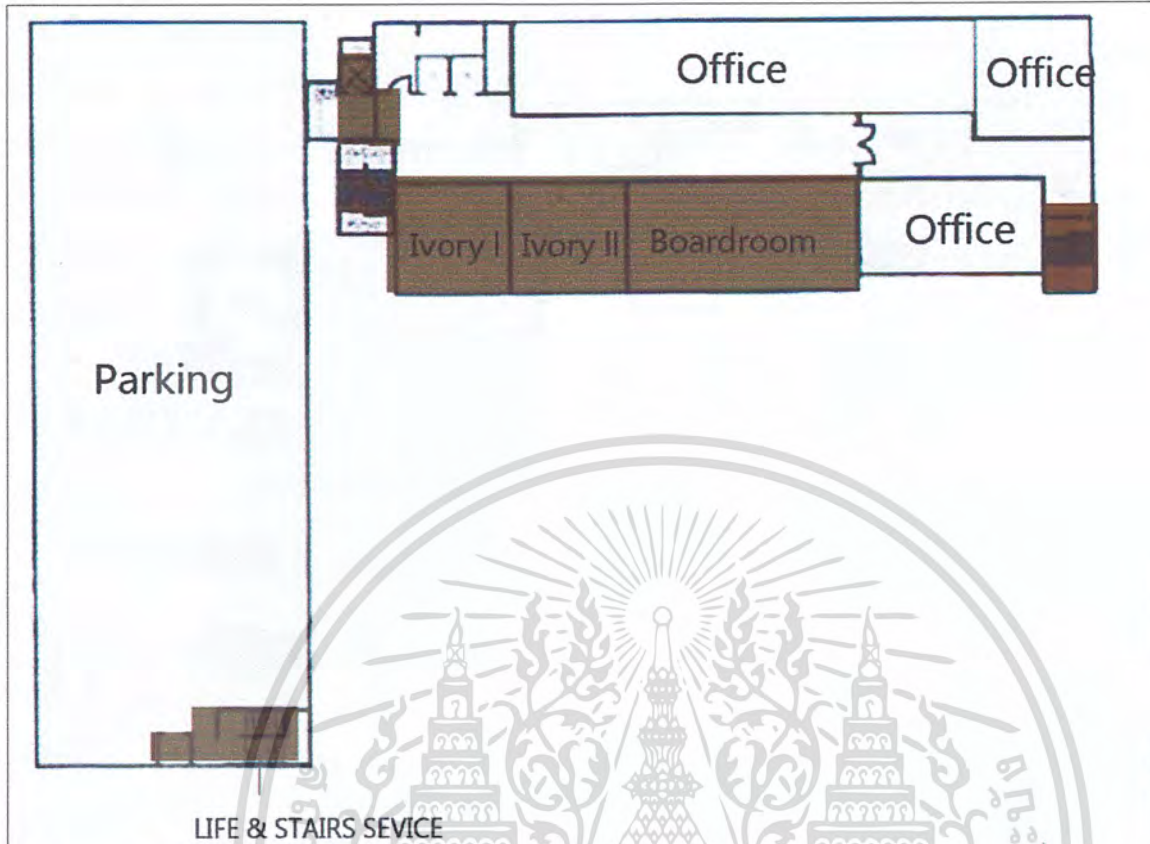 Office
Office
Ivory I
Ivory II
Boardroom
Office
Parking
LIFE & STAIRS SEVICE